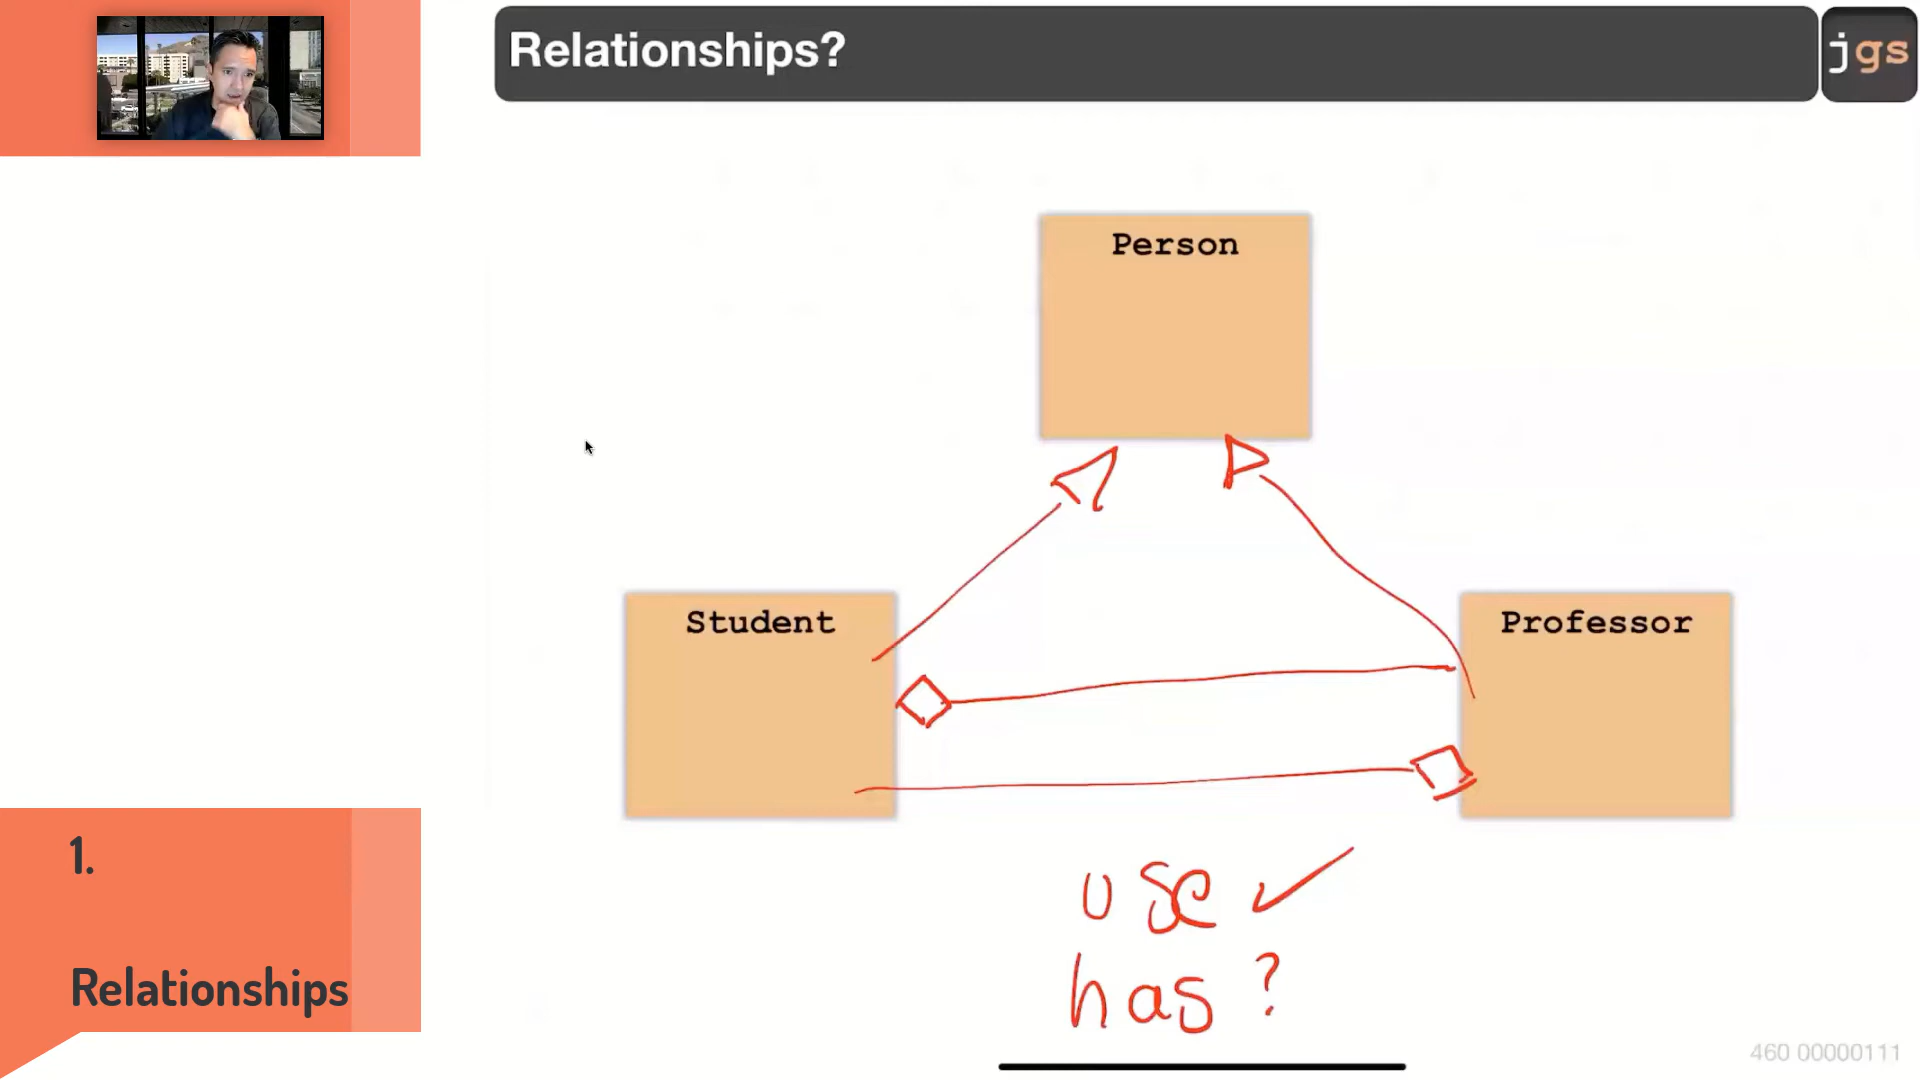 Relationships?
jgs
Person
Student
Professor
use
has ?
1.
Relationships
460 00000111